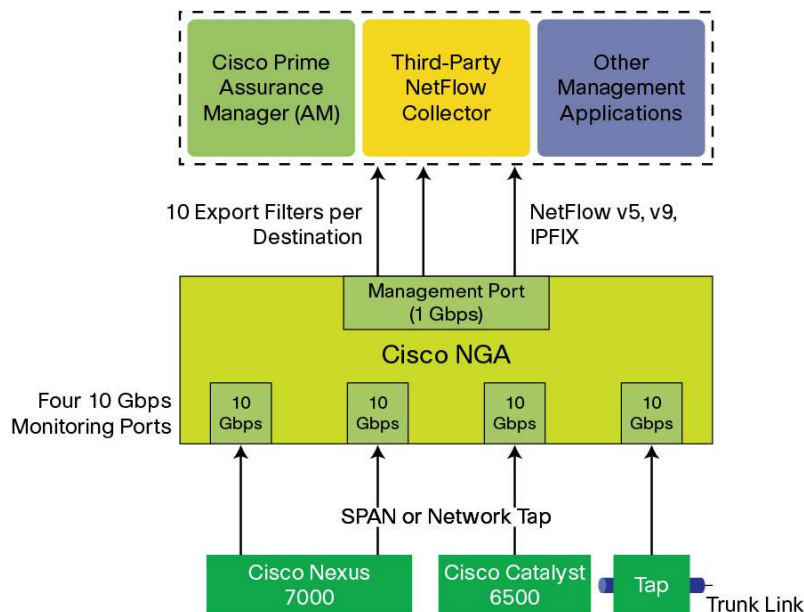 Cisco Prime
Assurance
Manager (AM)
Third-Party
NetFlow
Collector
Other
Management
Applications
10 Export Filters per
Destination
NetFlow v5, v9,
IPFIX
Management Port
(1 Gbps)
Cisco NGA
Four 10 Gbps
Monitoring Ports
10
Gbps
10
Gbps
10
Gbps
10
Gbps
SPAN or Network Tap
Cisco Nexus
7000
Cisco Catalyst
6500
Tap
Trunk Link